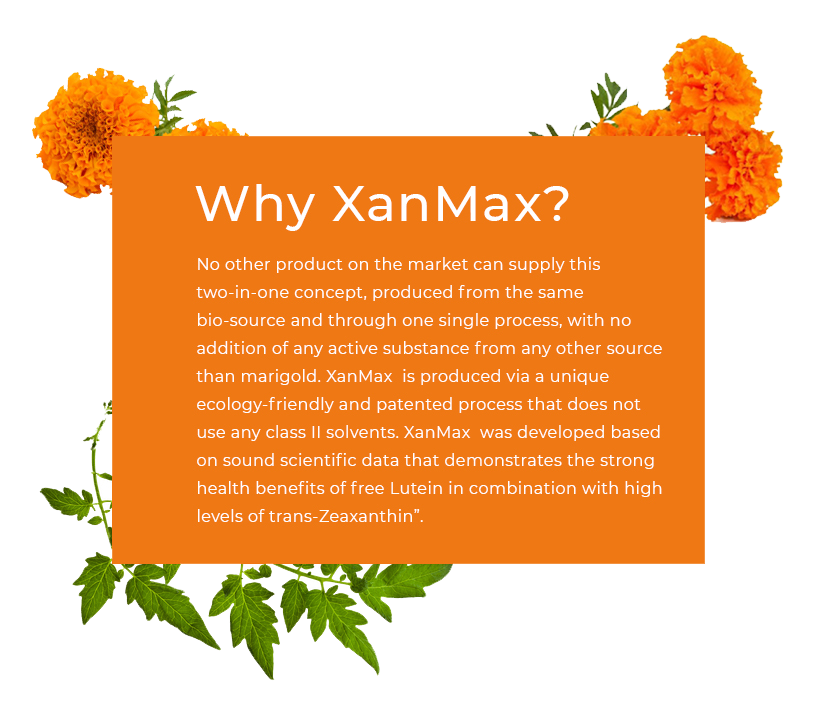 Why XanMax?
No other product on the market can supply this
two-in-one concept, produced from the same
bio-source and through one single process, with no
addition of any active substance from any other source
than marigold. XanMax  is produced via a unique
ecology-friendly and patented process that does not
use any class II solvents. XanMax  was developed based
on sound scientific data that demonstrates the strong
health benefits of free Lutein in combination with high
levels of trans-Zeaxanthin”.